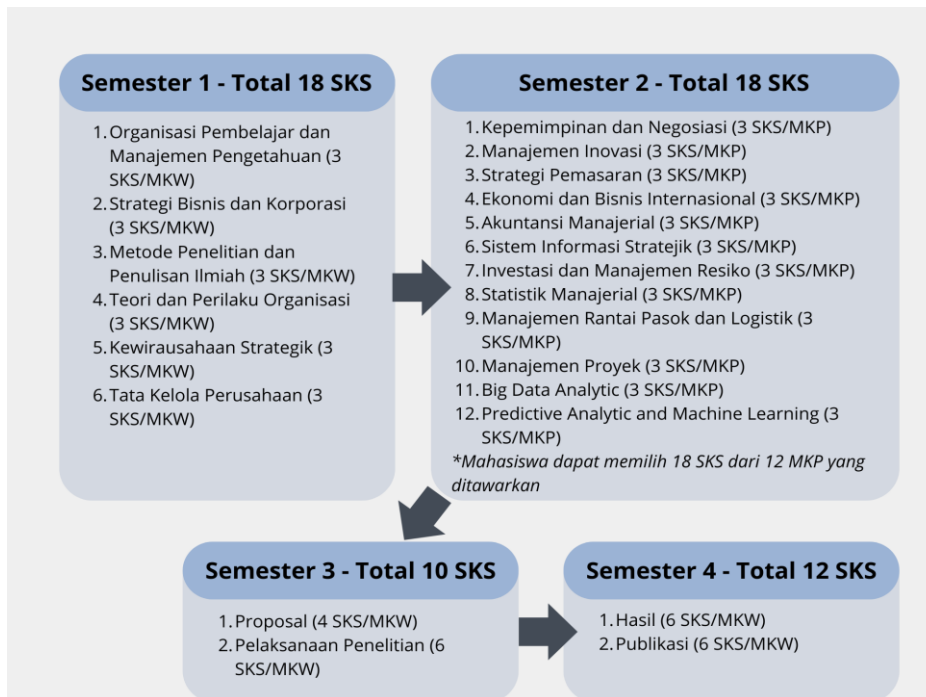 Semester 1 - Total 18 SKS
1. Organisasi Pembelajar dan
Manajemen Pengetahuan (3
SKS/MKW)
2. Strategi Bisnis dan Korporasi
(3 SKS/MKW)
3. Metode Penelitian dan
Penulisan Ilmiah (3 SKS/MKW)
4. Teori dan Perilaku Organisasi
(3 SKS/MKW)
5. Kewirausahaan Strategik (3
SKS/MKW)
6. Tata Kelola Perusahaan (3
SKS/MKW)
Semester 2 - Total 18 SKS
1. Kepemimpinan dan Negosiasi (3 SKS/MKP)
2. Manajemen Inovasi (3 SKS/MKP)
3. Strategi Pemasaran (3 SKS/MKP)
4. Ekonomi dan Bisnis Internasional (3 SKS/MKP)
5. Akuntansi Manajerial (3 SKS/MKP)
6. Sistem Informasi Stratejik (3 SKS/MKP)
7. Investasi dan Manajemen Resiko (3 SKS/MKP)
8. Statistik Manajerial (3 SKS/MKP)
9. Manajemen Rantai Pasok dan Logistik (3
SKS/MKP)
10. Manajemen Proyek (3 SKS/MKP)
11. Big Data Analytic (3 SKS/MKP)
12. Predictive Analytic and Machine Learning (3
SKS/MKP)
*Mahasiswa dapat memilih 18 SKS dari 12 MKP yang
ditawarkan
Semester 3 - Total 10 SKS
1. Proposal (4 SKS/MKW)
2. Pelaksanaan Penelitian (6
SKS/MKW)
Semester 4 - Total 12 SKS
1. Hasil (6 SKS/MKW)
2. Publikasi (6 SKS/MKW)